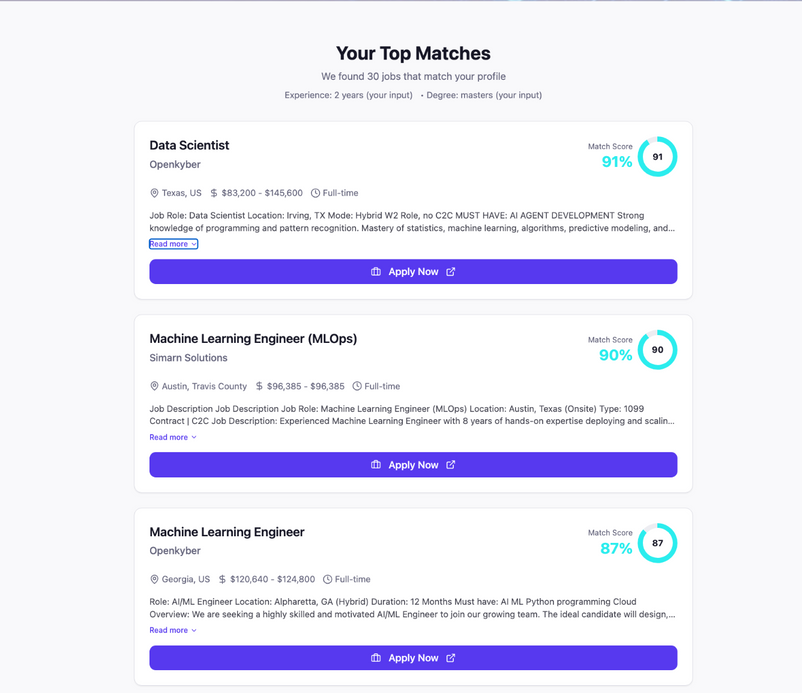 Your Top Matches
We found 30 jobs that match your profile
Experience: 2 years (your input) • Degree: masters (your input)
Data Scientist
Openkyber
Match Score
91%
91
Texas, US $83,200 - $145,600 Full-time
Job Role: Data Scientist Location: Irving, TX Mode: Hybrid W2 Role, no C2C MUST HAVE: AI AGENT DEVELOPMENT Strong
knowledge of programming and pattern recognition. Mastery of statistics, machine learning, algorithms, predictive modeling, and...
Read more
Apply Now
Machine Learning Engineer (MLOps)
Simarn Solutions
Match Score
90%
90
Austin, Travis County $96,385 - $96,385 Full-time
Job Description Job Description Job Role: Machine Learning Engineer (MLOps) Location: Austin, Texas (Onsite) Type: 1099
Contract | C2C Job Description: Experienced Machine Learning Engineer with 8 years of hands-on expertise deploying and scalin...
Read more
Apply Now
Machine Learning Engineer
Openkyber
Match Score
87%
87
Georgia, US $120,640 - $124,800 Full-time
Role: AI/ML Engineer Location: Alpharetta, GA (Hybrid) Duration: 12 Months Must have: AI ML Python programming Cloud
Overview: We are seeking a highly skilled and motivated AI/ML Engineer to join our growing team. The ideal candidate will design,...
Read more
Apply Now